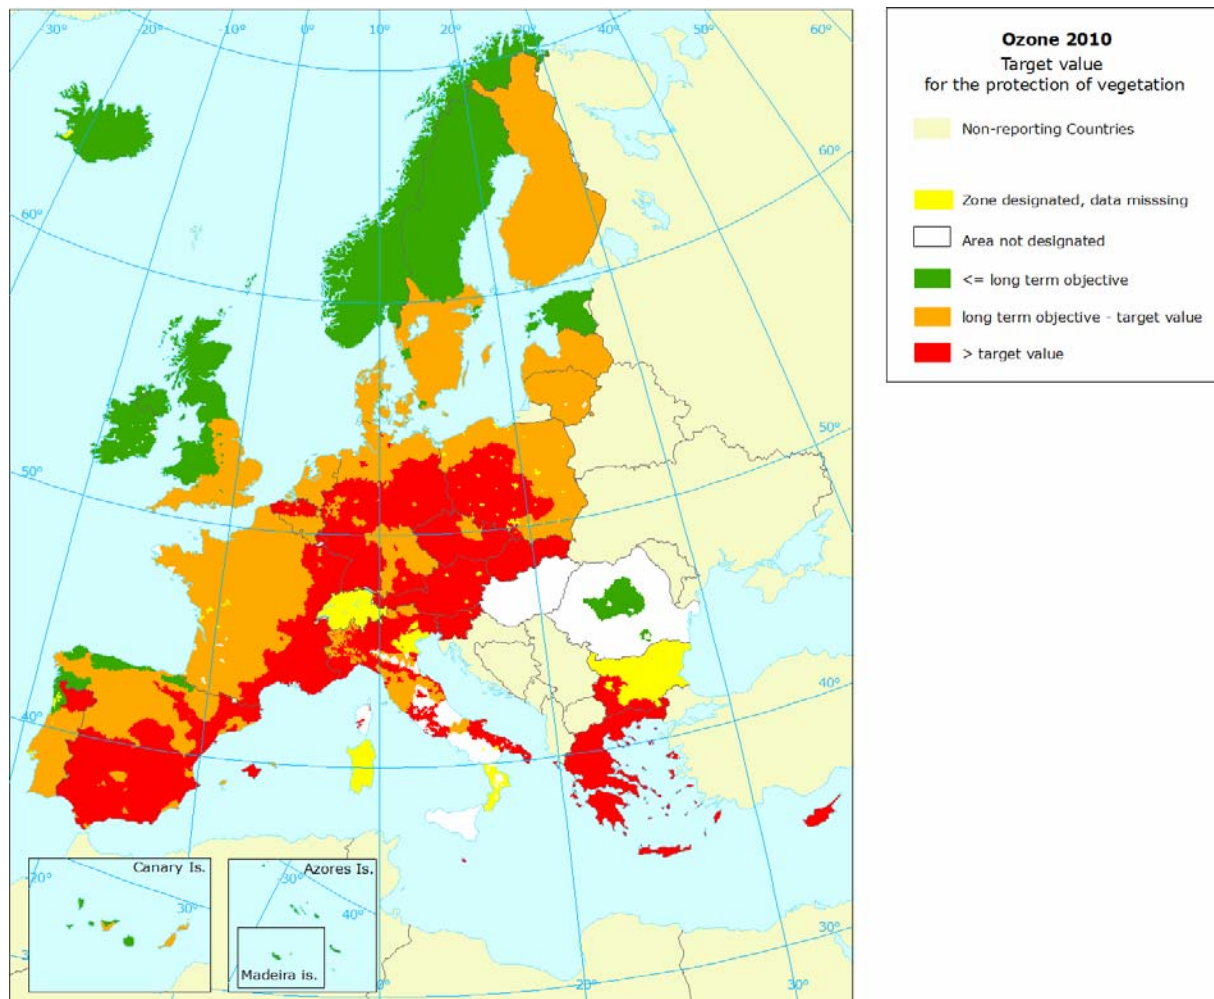 30° -20° -10° 0° 10° 20° 30° 40° 50° 60°
60°
60°
50°
50°
40°
40°
Canary Is.
-20°
30°
Azores Is.
-30°
40°
Madeira is.
0°
10°
20°
30°
30°
Ozone 2010
Target value
for the protection of vegetation
Non-reporting Countries
Zone designated, data misssing
Area not designated
<= long term objective
long term objective - target value
> target value